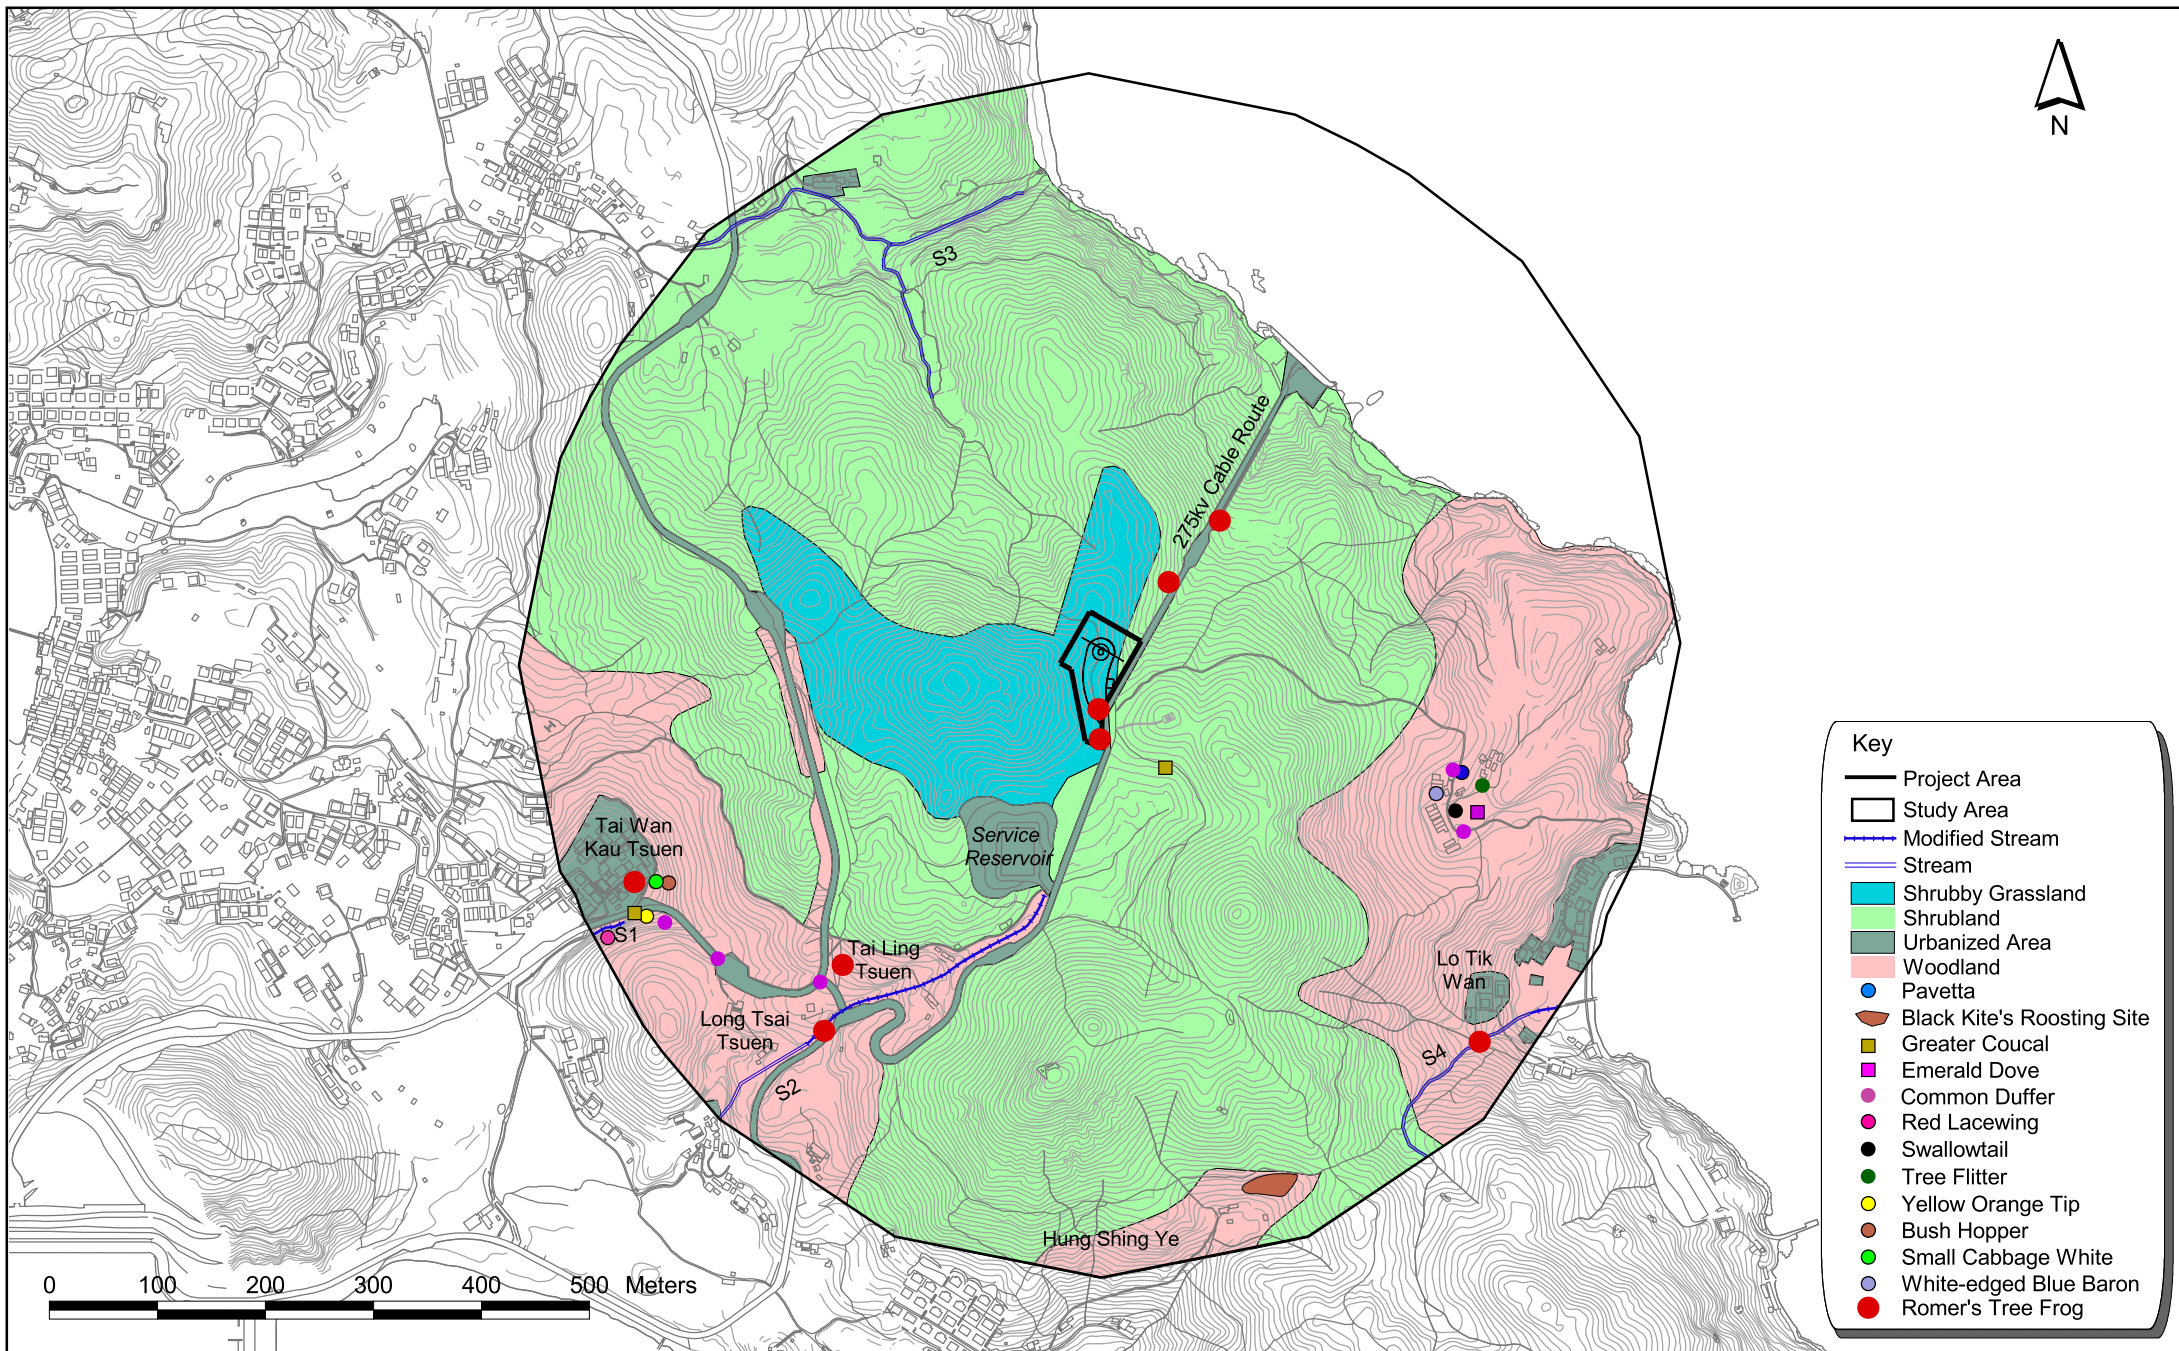 N
S3
275kv Cable Route
Tai Wan
Kau Tsuen
Service
Reservoir
S1
Tai Ling
Tsuen
Lo Tik
Wan
Long Tsai
Tsuen
S4
S2
Hung Shing Ye
0 100 200 300 400 500 Meters
Key
Project Area
Study Area
Modified Stream
Stream
Shrubby Grassland
Shrubland
Urbanized Area
Woodland
Pavetta
Black Kite's Roosting Site
Greater Coucal
Emerald Dove
Common Duffer
Red Lacewing
Swallowtail
Tree Flitter
Yellow Orange Tip
Bush Hopper
Small Cabbage White
White-edged Blue Baron
Romer's Tree Frog